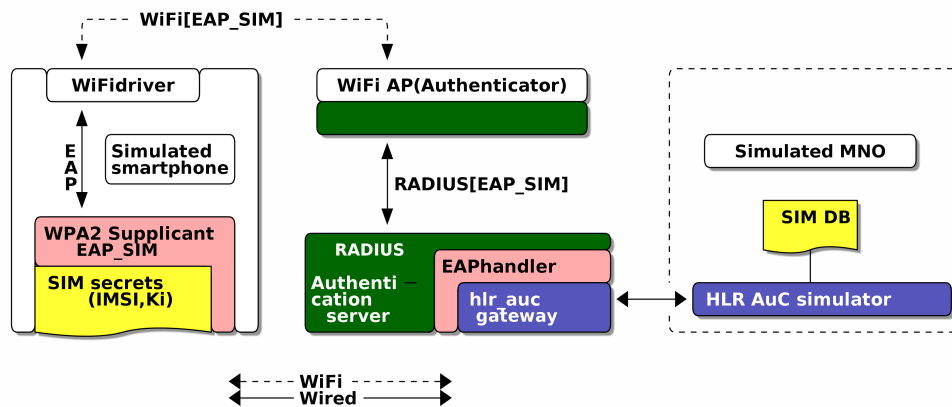 WiFi[EAP_SIM]
WiFidriver
WiFi AP(Authenticator)
E
A
P
Simulated
smartphone
Simulated MNO
RADIUS[EAP_SIM]
WPA2 Supplicant
EAP_SIM
SIM secrets
(IMSI,Ki)
RADIUS
Authenti—
cation
server
EAPhandler
hlr_auc
gateway
SIM DB
HLR AuC simulator
WiFi
Wired